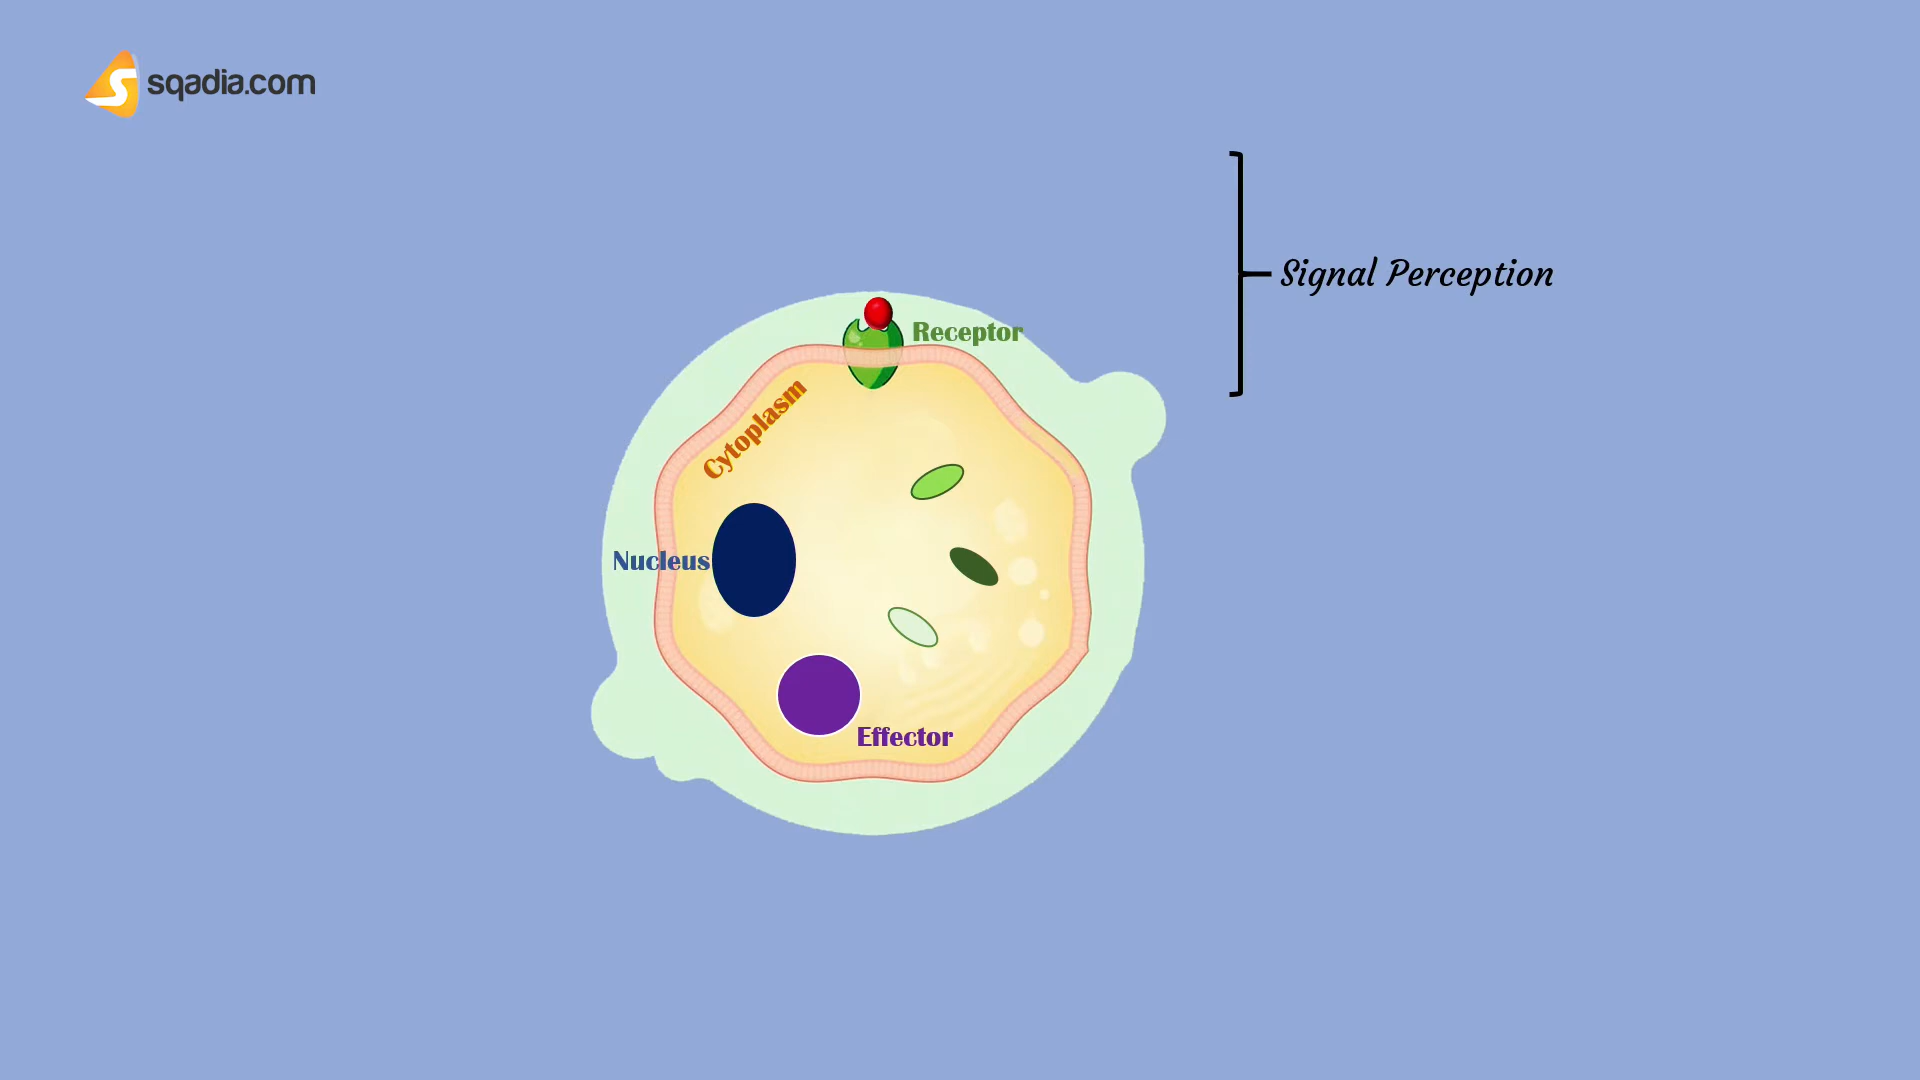 sqadia.com
Signal Perception
Receptor
Cytoplasm
Nucleus
Effector